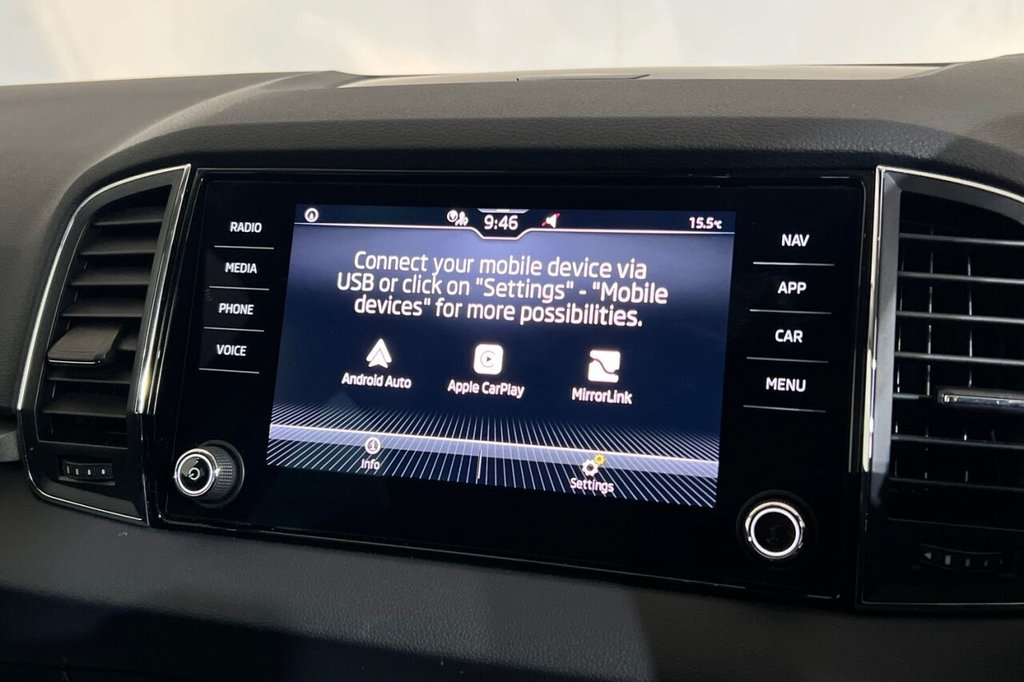 RADIO
MEDIA
PHONE
VOICE
9:46
15.5°C
Connect your mobile device via
USB or click on "Settings" - "Mobile
devices" for more possibilities.
Android Auto
Apple CarPlay
MirrorLink
Info
Settings
NAV
APP
CAR
MENU